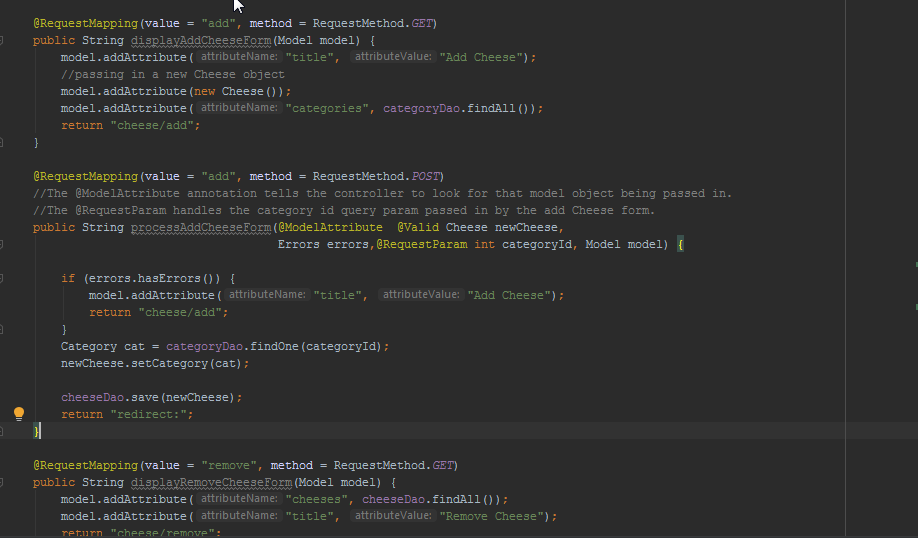 @RequestMapping(value = "add", method = RequestMethod.GET)
public String displayAddCheeseForm(Model model) {
model.addAttribute( attributeName: "title", attributeValue: "Add Cheese");
//passing in a new Cheese object
model.addAttribute(new Cheese());
model.addAttribute( attributeName: "categories", categoryDao.findAll());
return "cheese/add";
}
@RequestMapping(value = "add", method = RequestMethod.POST)
//The @ModelAttribute annotation tells the controller to look for that model object being passed in.
//The @RequestParam handles the category id query param passed in by the add Cheese form.
public String processAddCheeseForm(@ModelAttribute  @Valid Cheese newCheese,
Errors errors,@RequestParam int categoryId, Model model) {
if (errors.hasErrors()) {
model.addAttribute( attributeName: "title", attributeValue: "Add Cheese");
return "cheese/add";
}
Category cat = categoryDao.findOne(categoryId);
newCheese.setCategory(cat);
cheeseDao.save(newCheese);
return "redirect:";
}
@RequestMapping(value = "remove", method = RequestMethod.GET)
public String displayRemoveCheeseForm(Model model) {
model.addAttribute( attributeName: "cheeses", cheeseDao.findAll());
model.addAttribute( attributeName: "title", attributeValue: "Remove Cheese");
return "cheese/remove";